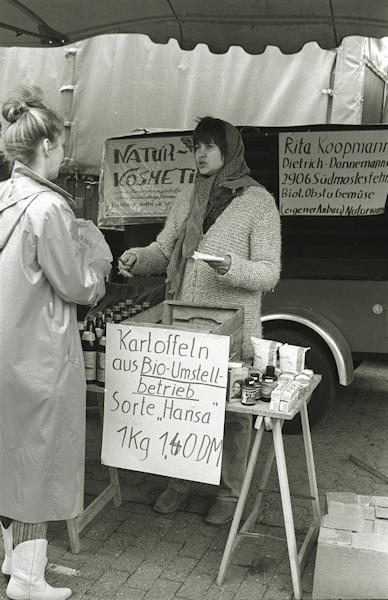 NATUR-
KOSMETIK
Rita Koopmann
Dietrich-Dannemann
2906 Südmoslesfehn
Biol. Obst u Gemüse
(eigener Anbau) Naturwar
Kartoffeln
aus Bio-Umstell-
betrieb
Sorte "Hansa"
1Kg 1,40 DM